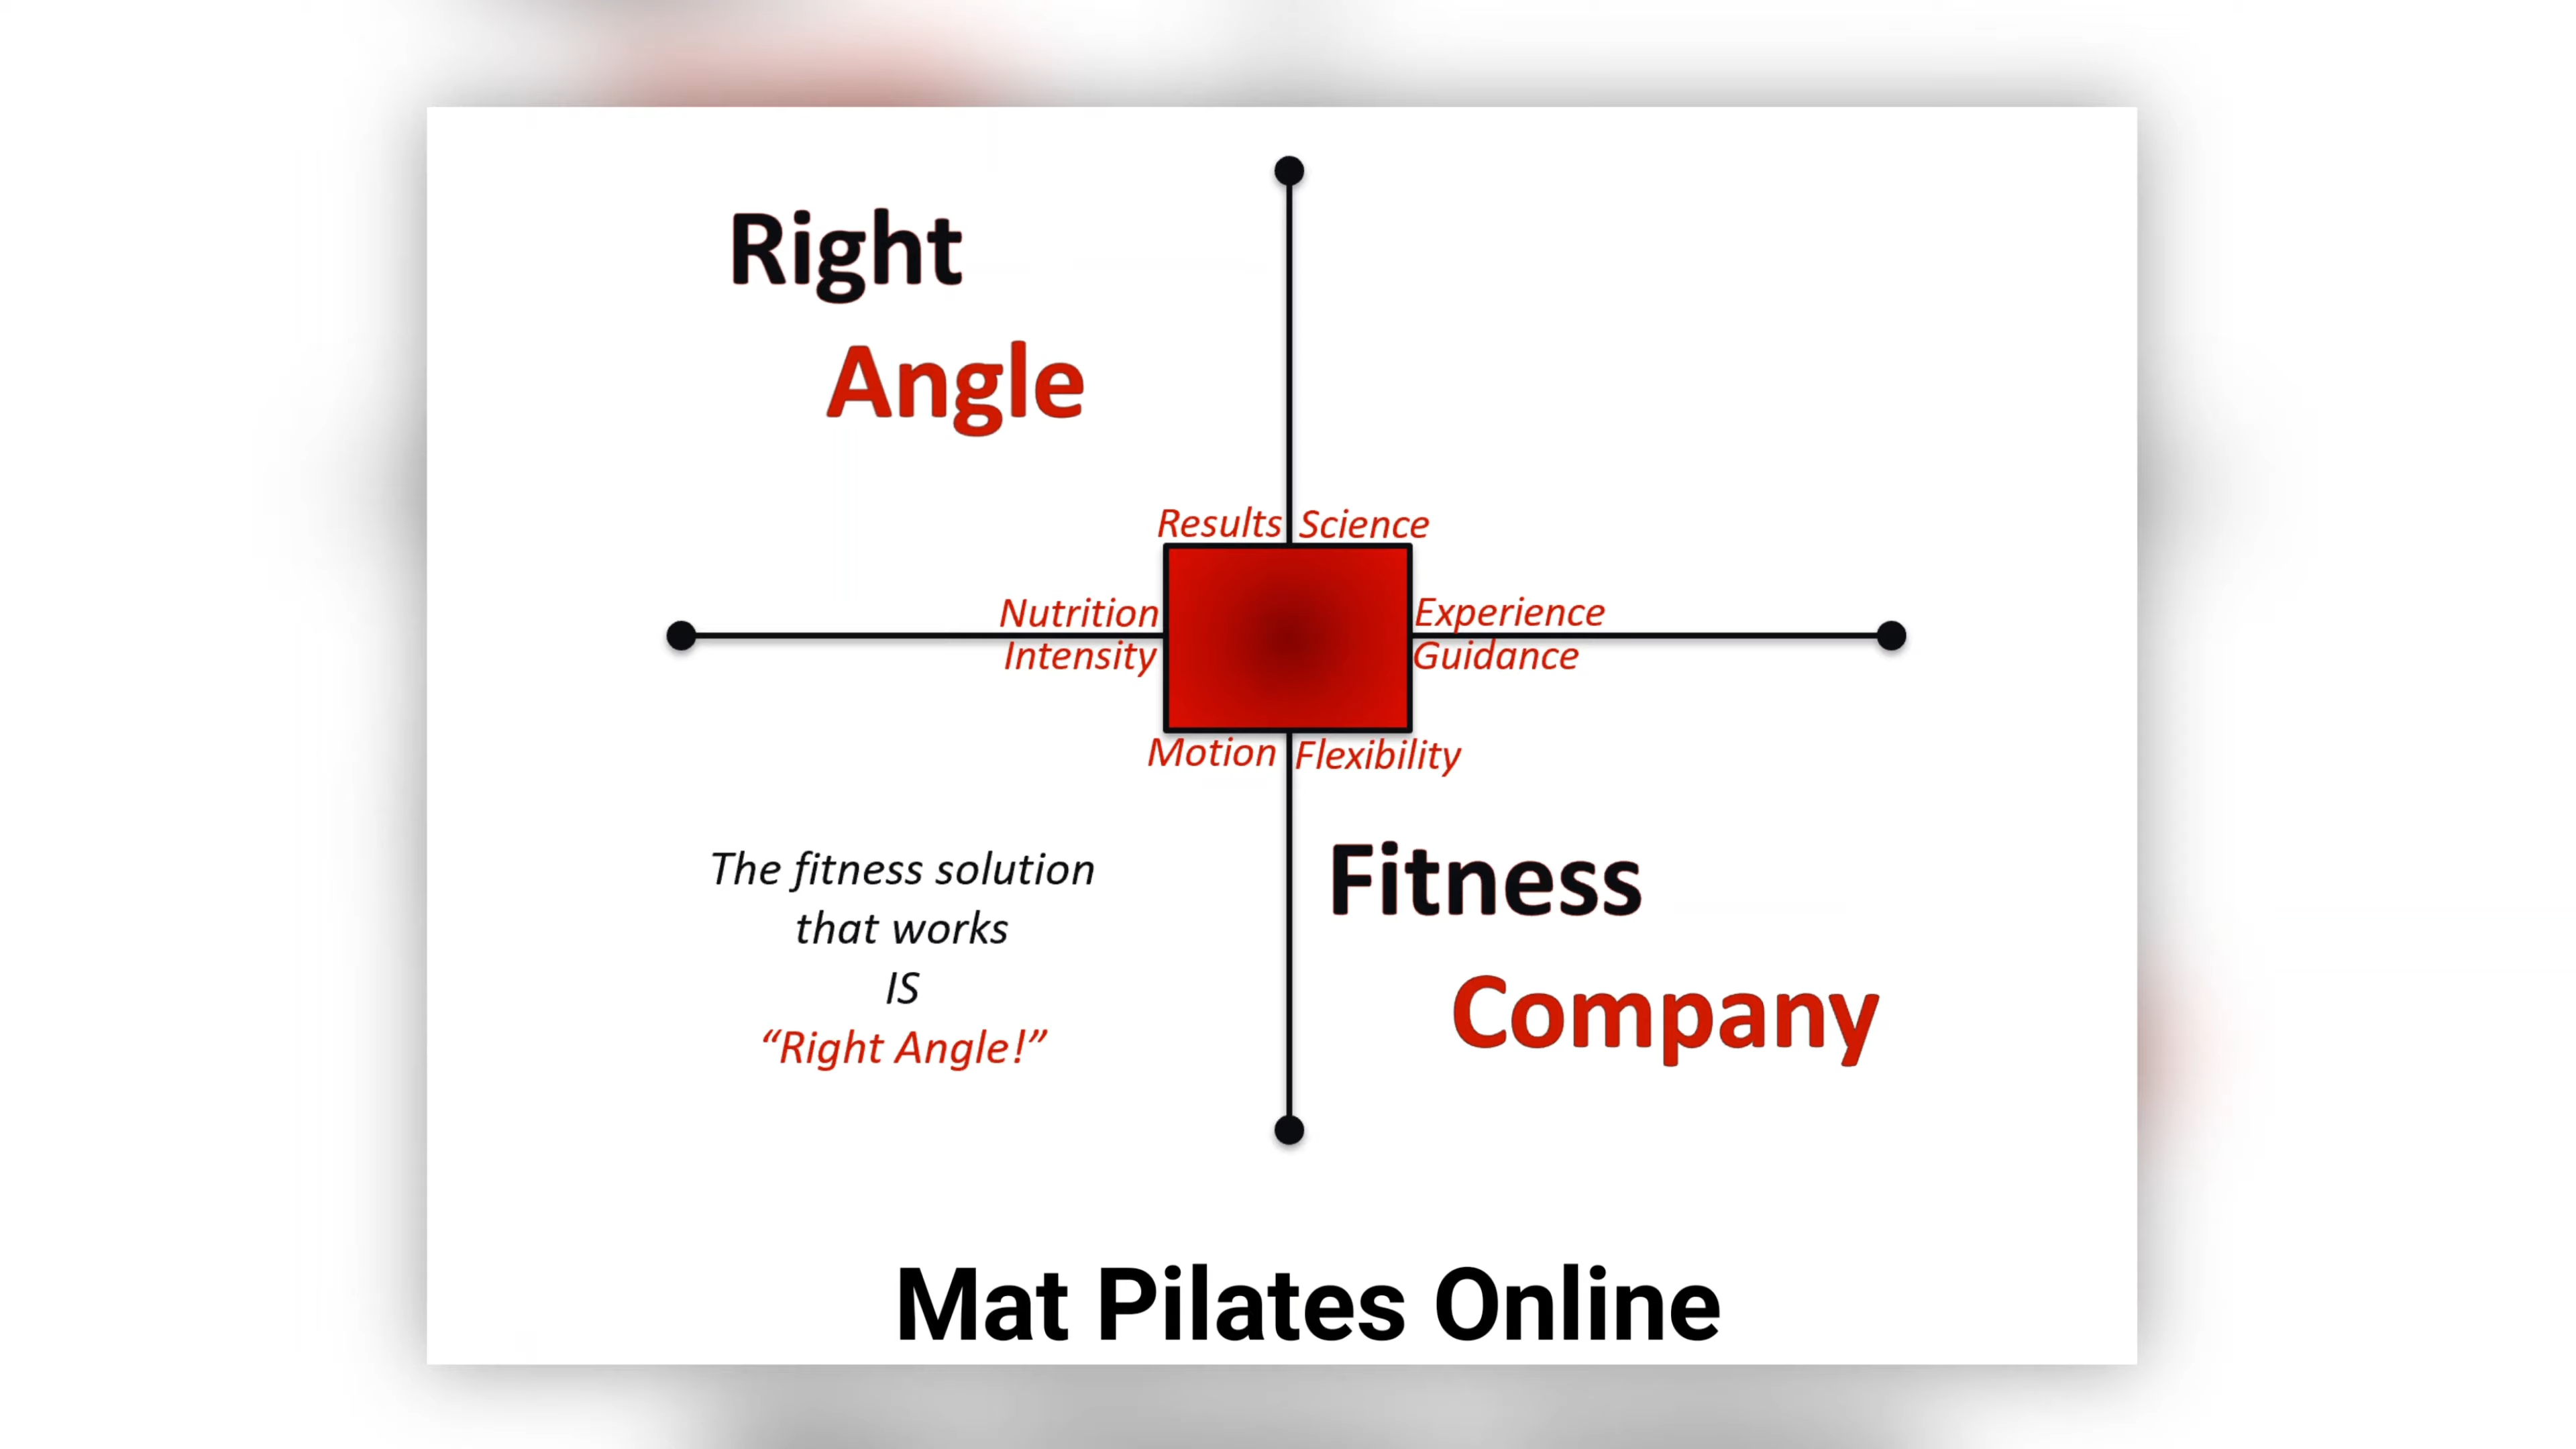 Right
Angle
Results Science
Nutrition Experience
Intensity Guidance
Motion Flexibility
The fitness solution
that works
IS
“Right Angle!”
Fitness
Company
Mat Pilates Online